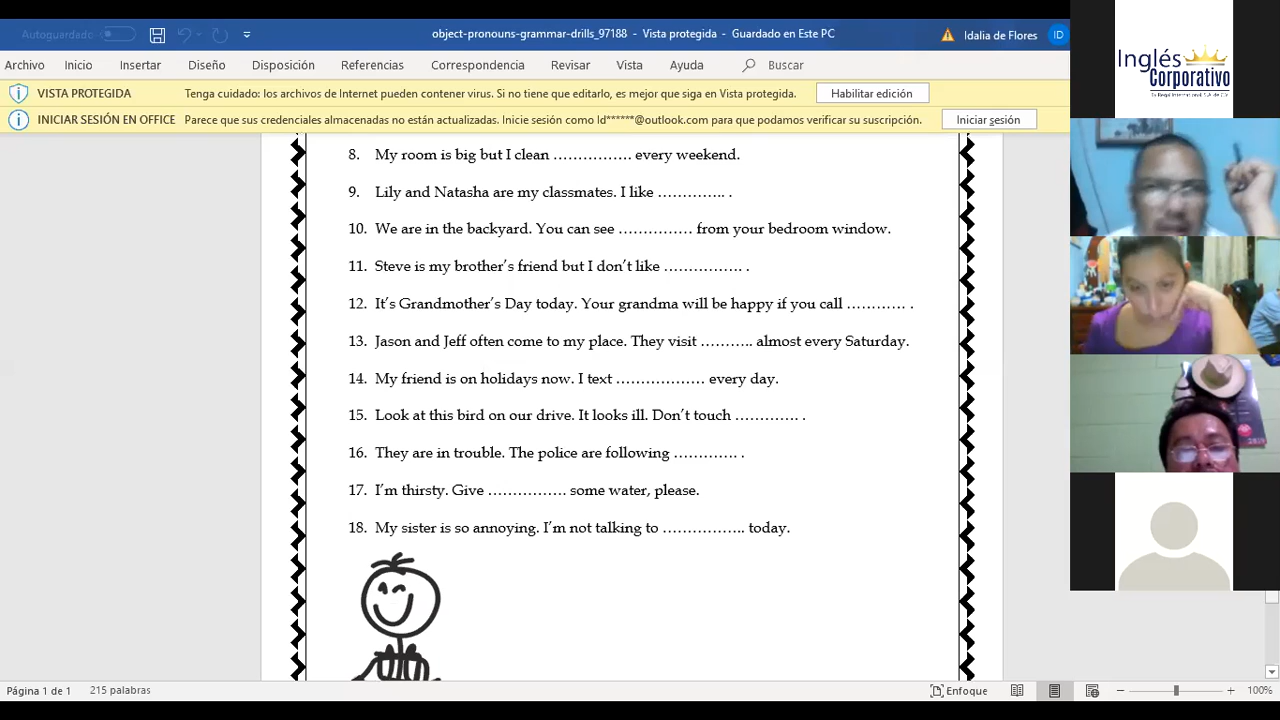 Autoguardado
object-pronouns-grammar-drills_97188 - Vista protegida - Guardado en Este PC
Idalia de Flores
ID
Archivo Inicio Insertar Diseño Disposición Referencias Correspondencias Revisar Vista Ayuda Buscar
VISTA PROTEGIDA Tenga cuidado: los archivos de Internet pueden contener virus. Si no tiene que editarlo, es mejor que siga en Vista protegida. Habilitar edición
INICIAR SESIÓN EN OFFICE Parece que sus credenciales almacenadas no están actualizadas. Inicie sesión como ld******@outlook.com para que podamos verificar su suscripción. Iniciar sesión
8. My room is big but I clean ……………. every weekend.
9. Lily and Natasha are my classmates. I like ………….. .
10. We are in the backyard. You can see …………… from your bedroom window.
11. Steve is my brother's friend but I don't like ……………. .
12. It's Grandmother's Day today. Your grandma will be happy if you call ………… .
13. Jason and Jeff often come to my place. They visit ……….. almost every Saturday.
14. My friend is on holidays now. I text ……………… every day.
15. Look at this bird on our drive. It looks ill. Don't touch …………. .
16. They are in trouble. The police are following …………. .
17. I'm thirsty. Give ……………. some water, please.
18. My sister is so annoying. I'm not talking to …………….. today.
Página 1 de 1 215 palabras Enfoque 100%
Inglés
Corporativo